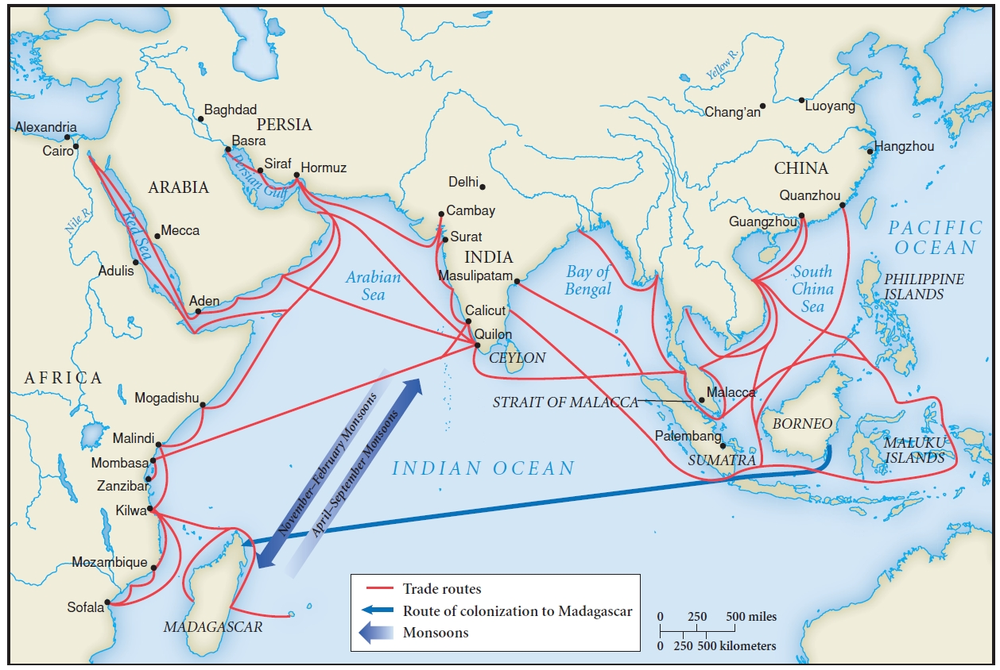 Yellow R.
Chang'an
Luoyang
Baghdad
PERSIA
Alexandria
Cairo
Basra
Hangzhou
Siraf
Hormuz
Persian Gulf
CHINA
ARABIA
Delhi
Quanzhou
Cambay
Guangzhou
Nile R.
Red Sea
Mecca
Surat
PACIFIC
OCEAN
INDIA
Adulis
Masulipatam
Arabian
Sea
Bay of
Bengal
South
China
Sea
PHILIPPINE
ISLANDS
Aden
Calicut
Quilon
CEYLON
AFRICA
Mogadishu
STRAIT OF MALACCA
Malacca
BORNEO
Malindi
Palembang
MALUKU
ISLANDS
Mombasa
SUMATRA
INDIAN OCEAN
Zanzibar
Kilwa
November–February Monsoons
April–September Monsoons
Mozambique
Sofala
MADAGASCAR
Trade routes
Route of colonization to Madagascar
Monsoons
0 250 500 miles
0 250 500 kilometers